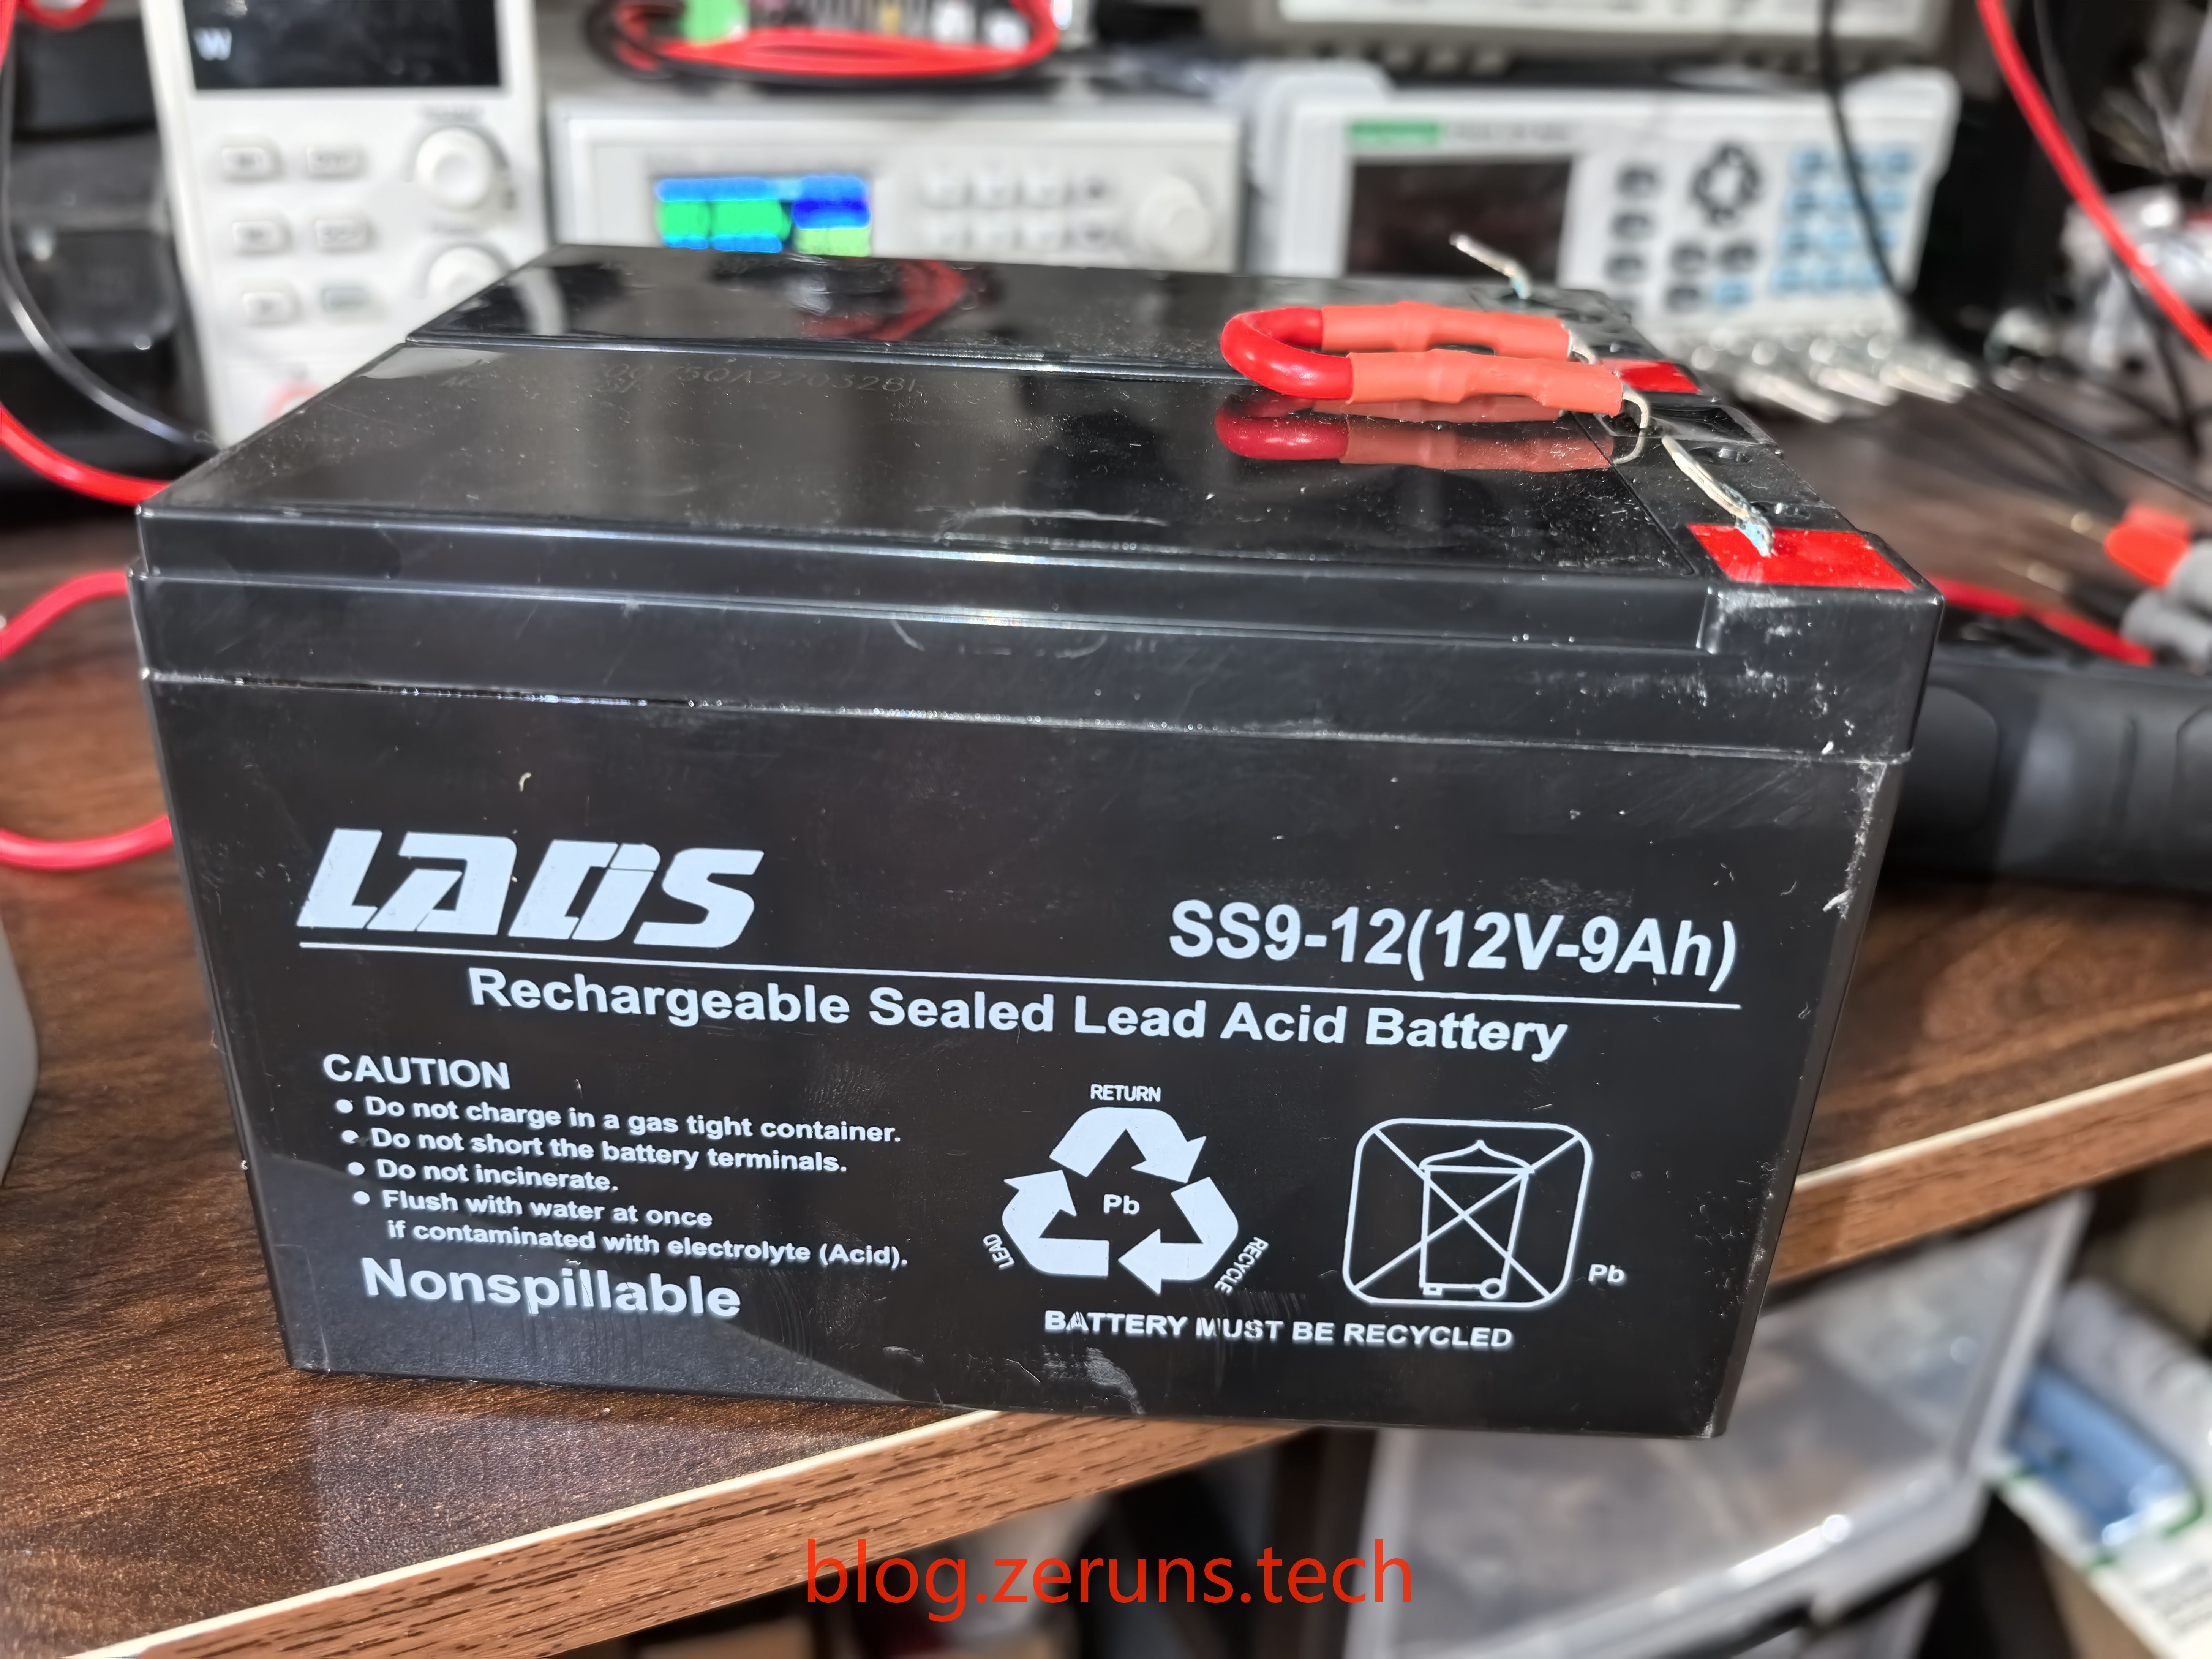 W
LADS
SS9-12(12V-9Ah)
Rechargeable Sealed Lead Acid Battery
CAUTION
● Do not charge in a gas tight container.
● Do not short the battery terminals.
● Do not incinerate.
● Flush with water at once
if contaminated with electrolyte (Acid).
Nonspillable
RETURN
Pb
LEAD
RECYCLE
Pb
BATTERY MUST BE RECYCLED
blog.zeruns.tech